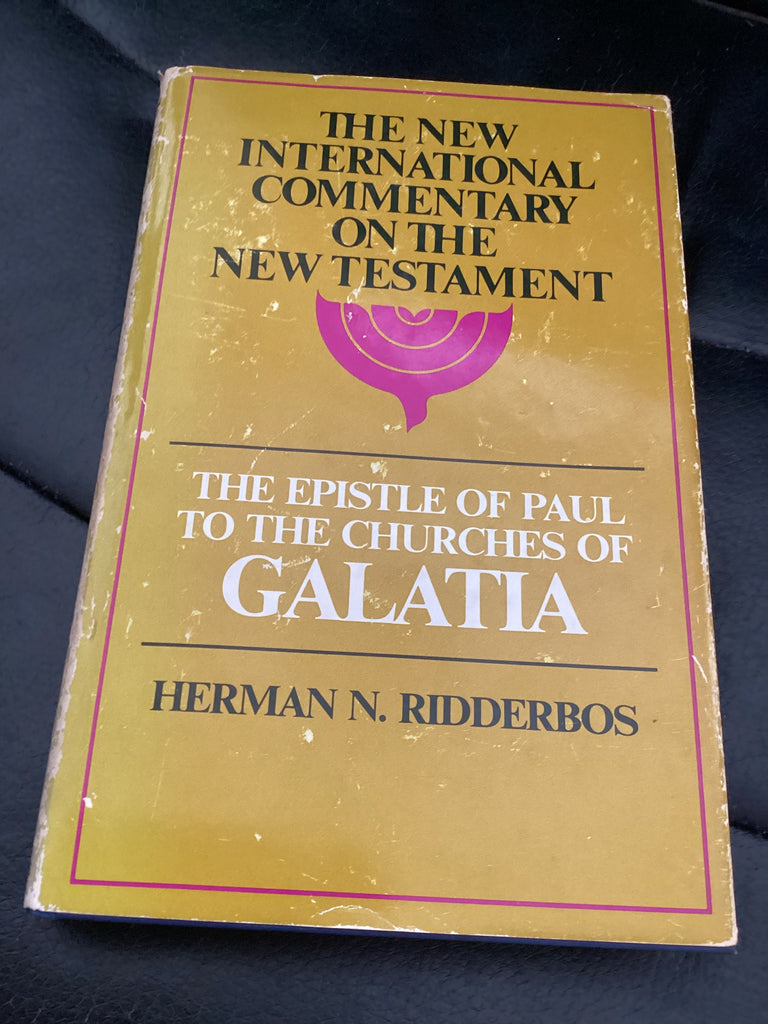 THE NEW
INTERNATIONAL
COMMENTARY
ON THE
NEW TESTAMENT
THE EPISTLE OF PAUL
TO THE CHURCHES OF
GALATIA
HERMAN N. RIDDERBOS